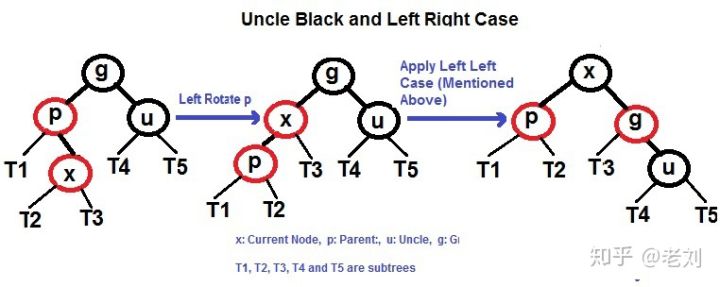 Uncle Black and Left Right Case
g
p
u
T1
x
T4
T5
T2
T3
Left Rotate p
g
x
u
p
T3
T4
T5
T1
T2
Apply Left Left
Case (Mentioned
Above)
x
p
g
T1
T2
T3
u
T4
T5
x: Current Node, p: Parent:, u: Uncle, g: Gr
T1, T2, T3, T4 and T5 are subtrees
知乎 @老刘